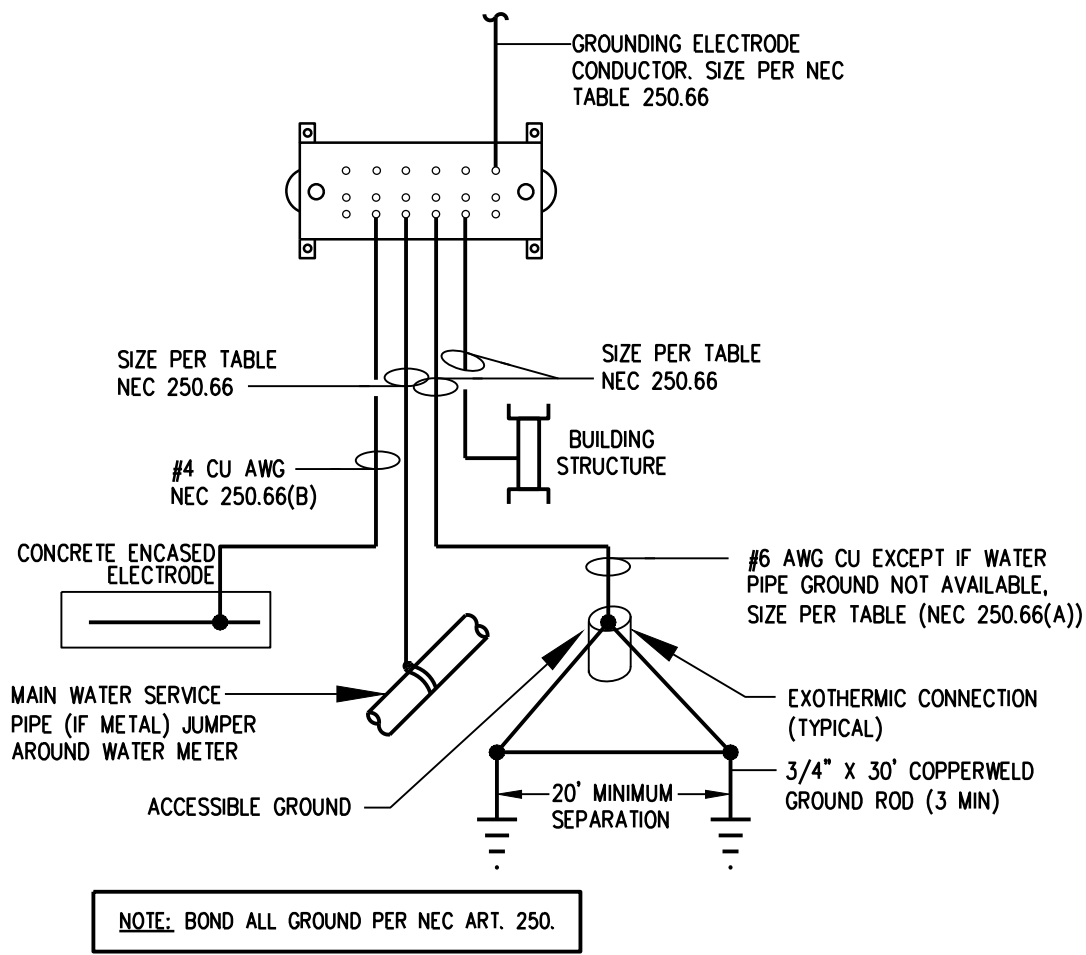 GROUNDING ELECTRODE
CONDUCTOR. SIZE PER NEC
TABLE 250.66
SIZE PER TABLE
NEC 250.66
SIZE PER TABLE
NEC 250.66
BUILDING
STRUCTURE
#4 CU AWG
NEC 250.66(B)
CONCRETE ENCASED
ELECTRODE
#6 AWG CU EXCEPT IF WATER
PIPE GROUND NOT AVAILABLE,
SIZE PER TABLE (NEC 250.66(A))
MAIN WATER SERVICE
PIPE (IF METAL) JUMPER
AROUND WATER METER
EXOTHERMIC CONNECTION
(TYPICAL)
ACCESSIBLE GROUND
20' MINIMUM
SEPARATION
3/4" X 30' COPPERWELD
GROUND ROD (3 MIN)
NOTE: BOND ALL GROUND PER NEC ART. 250.